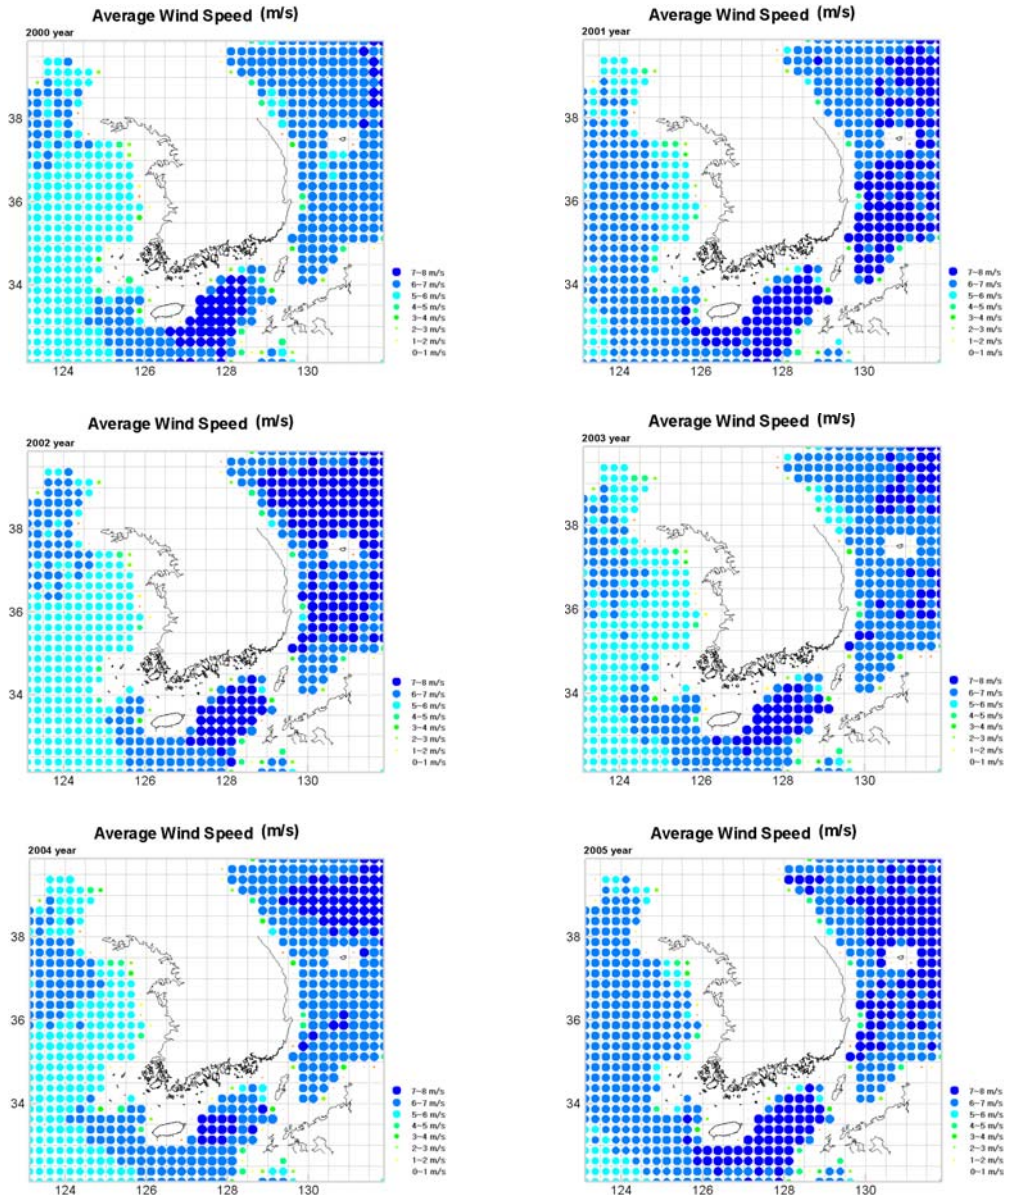 Average Wind Speed (m/s)
2000 year
38
36
34
124
126
128
130
7~8 m/s
6~7 m/s
5~6 m/s
4~5 m/s
3~4 m/s
2~3 m/s
1~2 m/s
0~1 m/s
Average Wind Speed (m/s)
2001 year
38
36
34
124
126
128
130
7~8 m/s
6~7 m/s
5~6 m/s
4~5 m/s
3~4 m/s
2~3 m/s
1~2 m/s
0~1 m/s
Average Wind Speed (m/s)
2002 year
38
36
34
124
126
128
130
7~8 m/s
6~7 m/s
5~6 m/s
4~5 m/s
3~4 m/s
2~3 m/s
1~2 m/s
0~1 m/s
Average Wind Speed (m/s)
2003 year
38
36
34
124
126
128
130
7~8 m/s
6~7 m/s
5~6 m/s
4~5 m/s
3~4 m/s
2~3 m/s
1~2 m/s
0~1 m/s
Average Wind Speed (m/s)
2004 year
38
36
34
124
126
128
130
7~8 m/s
6~7 m/s
5~6 m/s
4~5 m/s
3~4 m/s
2~3 m/s
1~2 m/s
0~1 m/s
Average Wind Speed (m/s)
2005 year
38
36
34
124
126
128
130
7~8 m/s
6~7 m/s
5~6 m/s
4~5 m/s
3~4 m/s
2~3 m/s
1~2 m/s
0~1 m/s